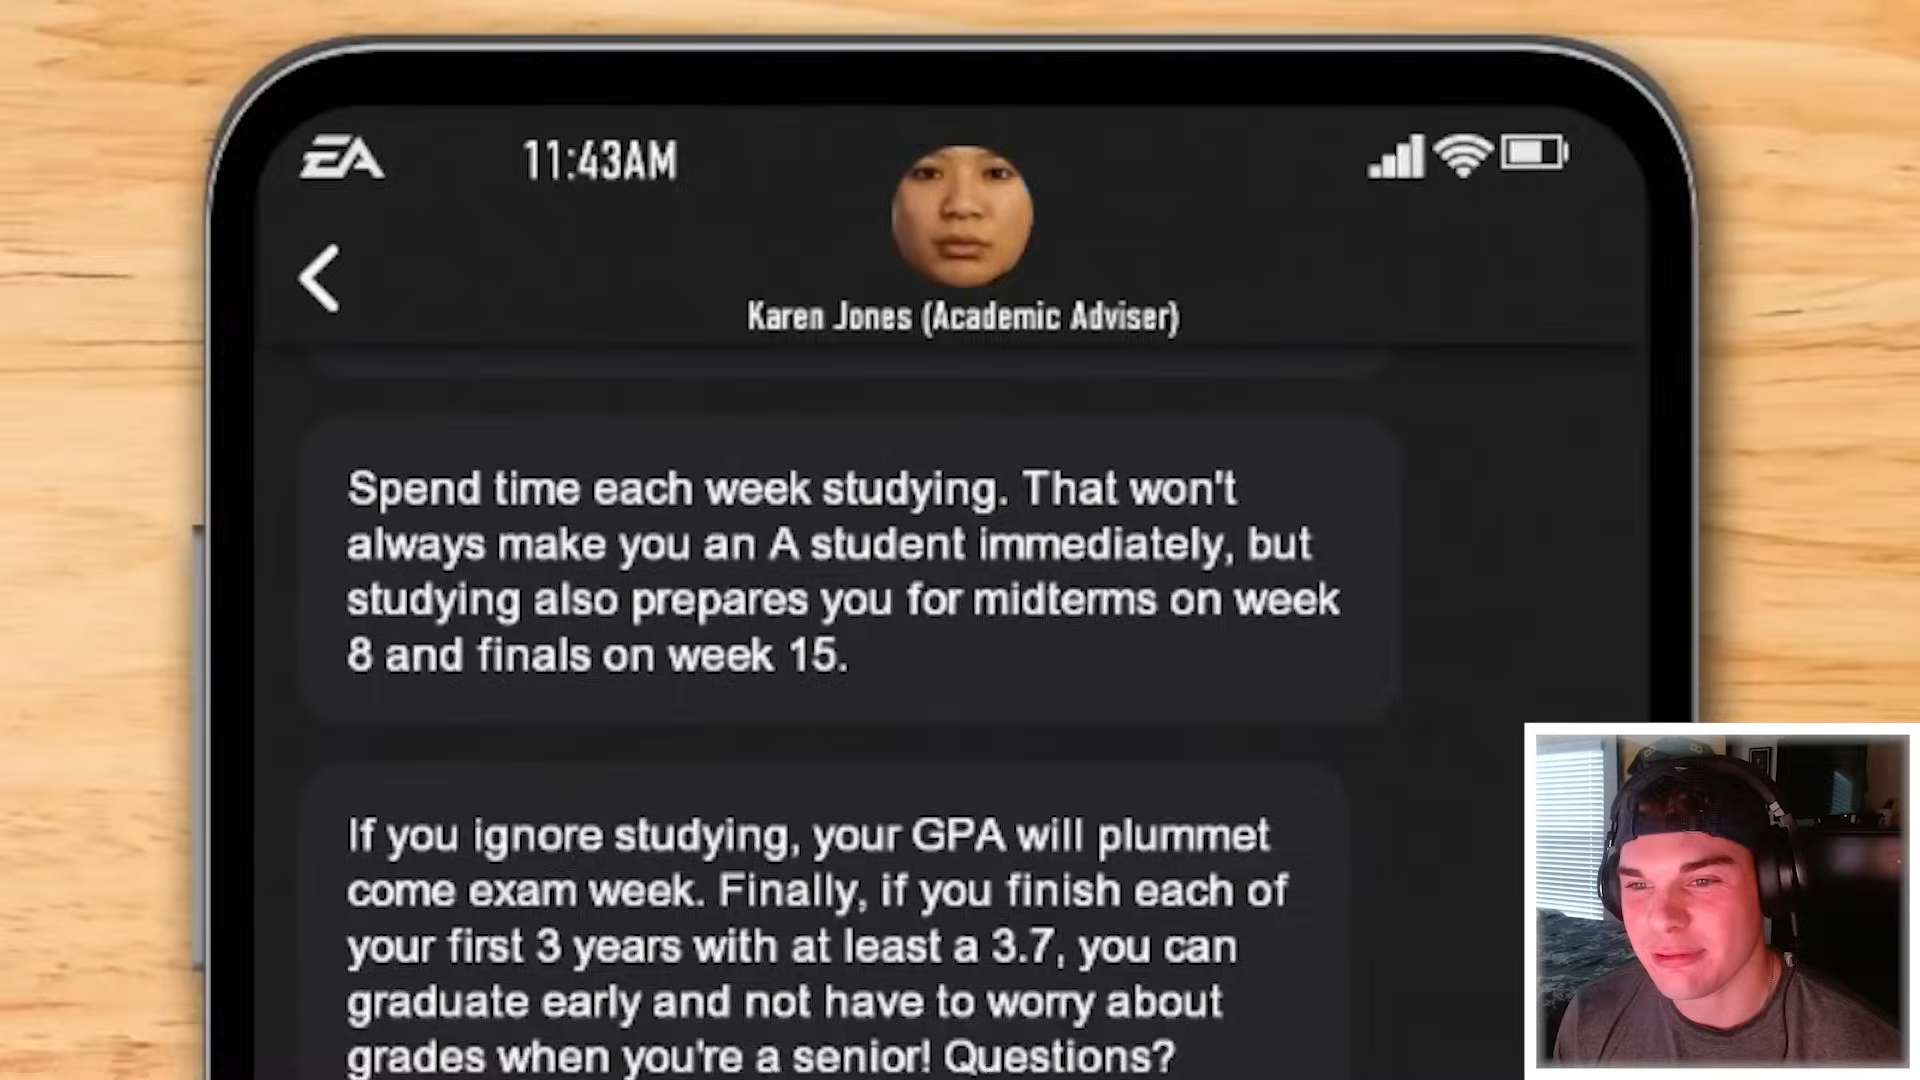 EA
11:43AM
Karen Jones (Academic Adviser)
Spend time each week studying. That won't
always make you an A student immediately, but
studying also prepares you for midterms on week
8 and finals on week 15.
If you ignore studying, your GPA will plummet
come exam week. Finally, if you finish each of
your first 3 years with at least a 3.7, you can
graduate early and not have to worry about
grades when you're a senior! Questions?